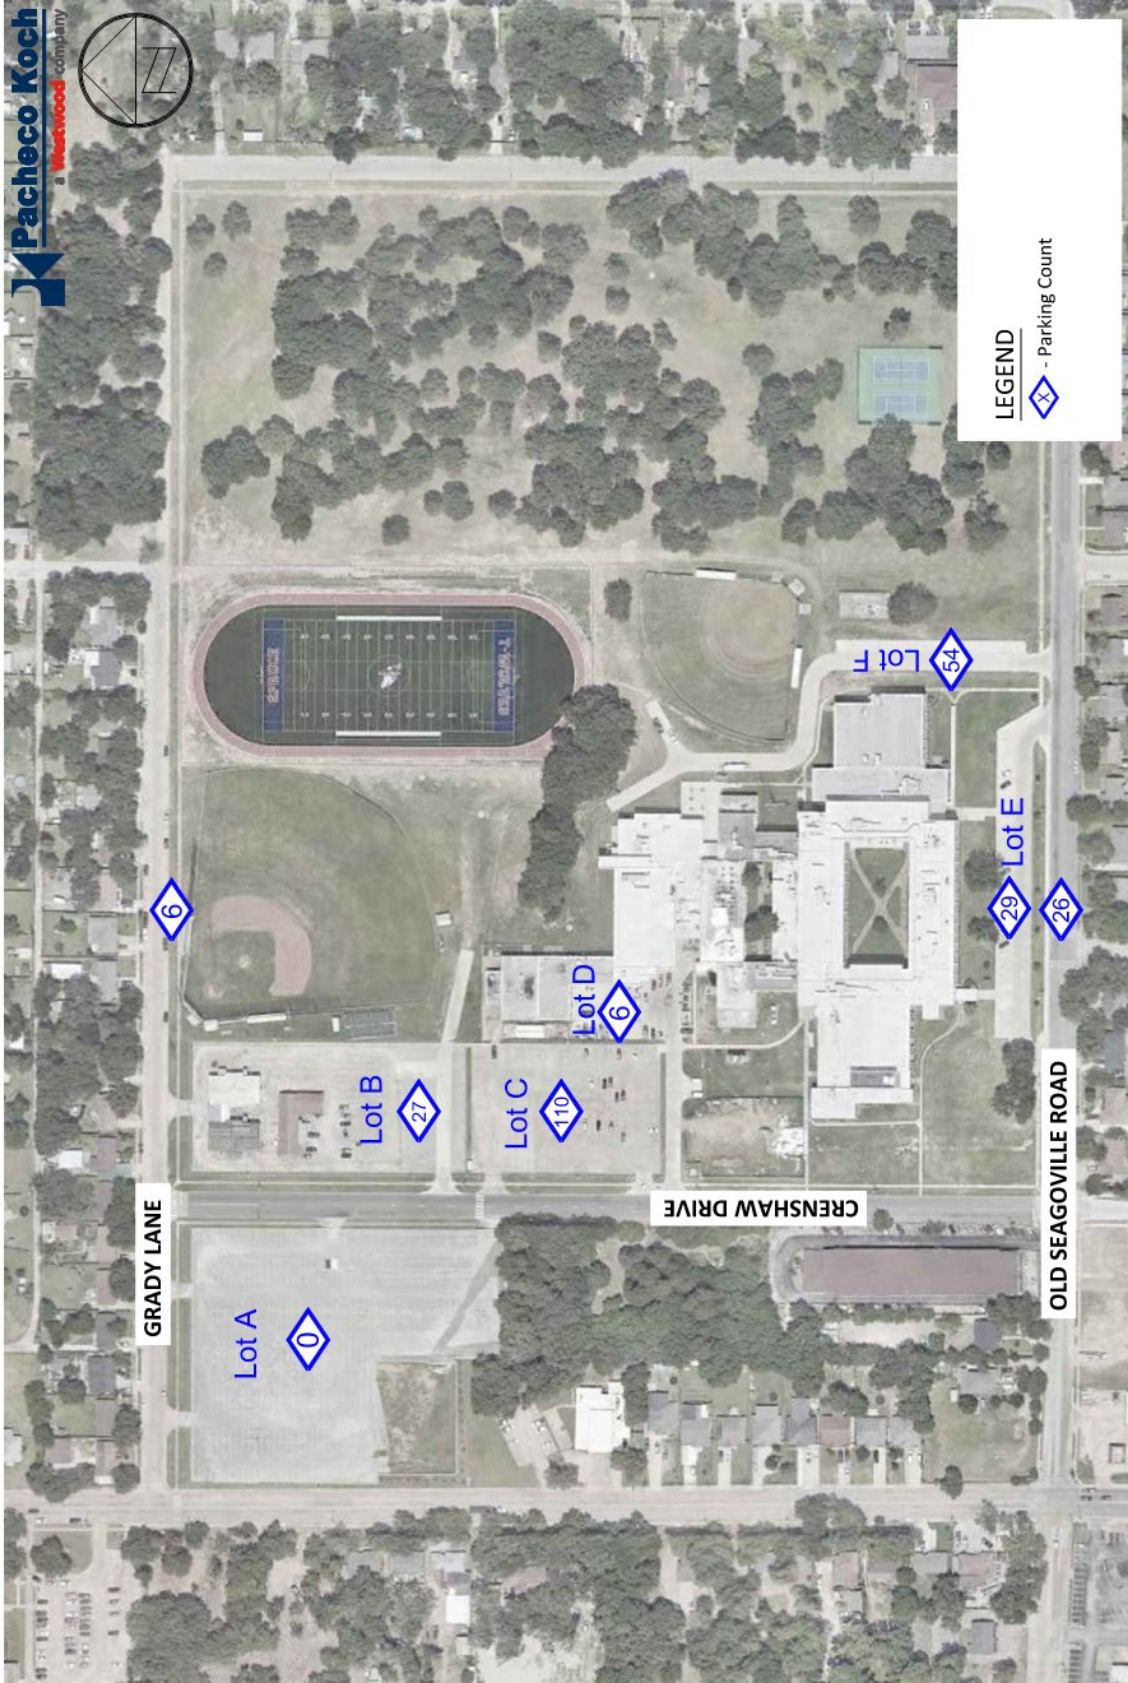 Pacheco Koch
a Westwood company
N
6
Lot F
54
Lot E
29
26
Lot D
6
Lot B
27
Lot C
110
Lot A
0
GRADY LANE
CRENSHAW DRIVE
OLD SEAGOVILLE ROAD
SPRUCE
LEGEND
X - Parking Count